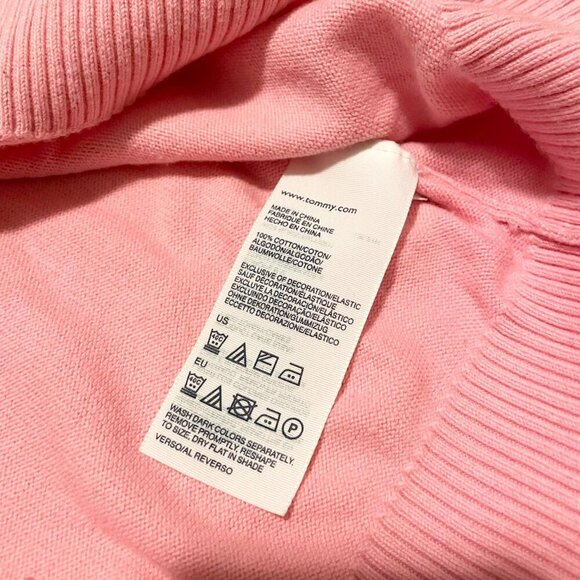 www.tommy.com
MADE IN CHINA
FABRIQUÉ EN CHINE
HECHO EN CHINA
100% COTTON/COTON/
ALGODÓN/ALGODÃO/
BAUMWOLLE/COTONE
EXCLUSIVE OF DECORATION/ELASTIC
SAUF DÉCORATION/ÉLASTIQUE
EXCLUYE LA DECORACIÓN/ELÁSTICO
EXCLUINDO DECORAÇÃO/ELÁSTICO
OHNE DEKORATION/GUMMIZUG
ECCETTO DECORAZIONE/ELASTICO
US
40C
EU
40C
P
WASH DARK COLORS SEPARATELY.
REMOVE PROMPTLY RESHAPE
TO SIZE, DRY FLAT IN SHADE
VERSO/AL REVERSO